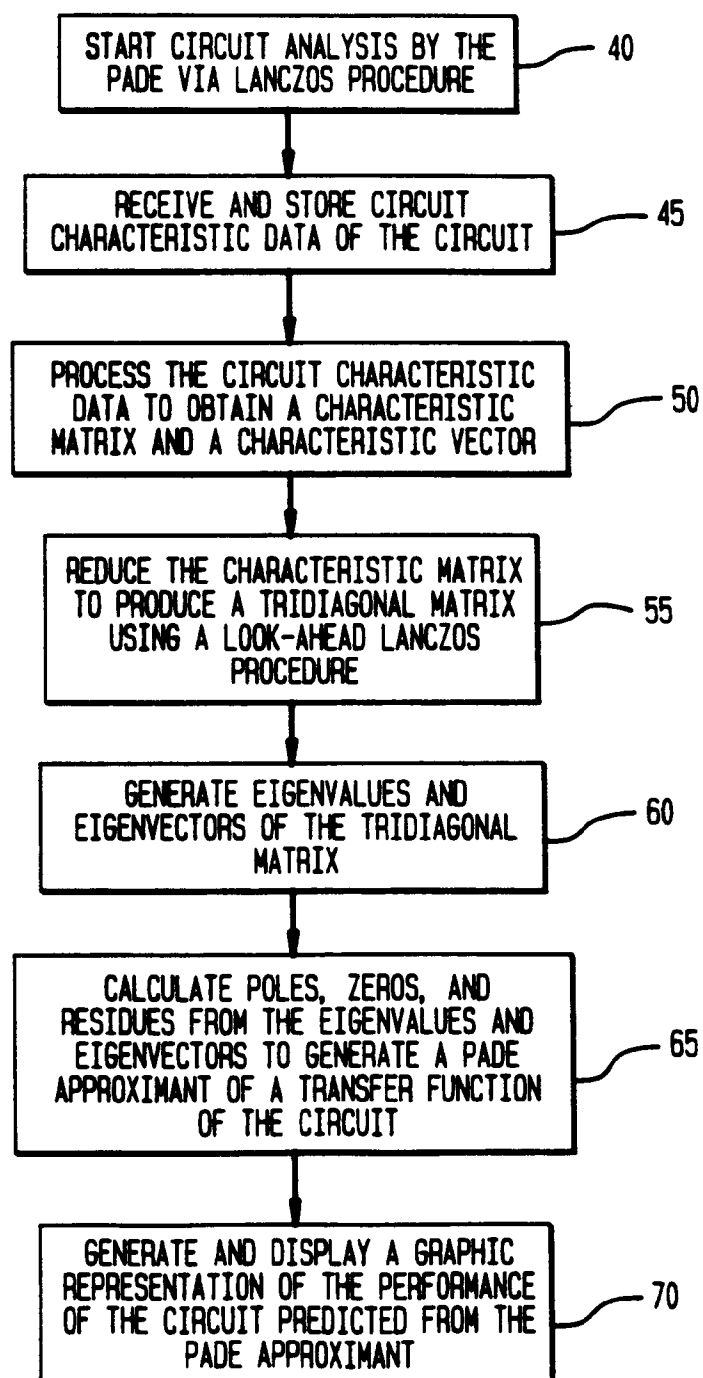 START CIRCUIT ANALYSIS BY THE
PADE VIA LANCZOS PROCEDURE
40
RECEIVE AND STORE CIRCUIT
CHARACTERISTIC DATA OF THE CIRCUIT
45
PROCESS THE CIRCUIT CHARACTERISTIC
DATA TO OBTAIN A CHARACTERISTIC
MATRIX AND A CHARACTERISTIC VECTOR
50
REDUCE THE CHARACTERISTIC MATRIX
TO PRODUCE A TRIDIAGONAL MATRIX
USING A LOOK-AHEAD LANCZOS
PROCEDURE
55
GENERATE EIGENVALUES AND
EIGENVECTORS OF THE TRIDIAGONAL
MATRIX
60
CALCULATE POLES, ZEROS, AND
RESIDUES FROM THE EIGENVALUES AND
EIGENVECTORS TO GENERATE A PADE
APPROXIMANT OF A TRANSFER FUNCTION
OF THE CIRCUIT
65
GENERATE AND DISPLAY A GRAPHIC
REPRESENTATION OF THE PERFORMANCE
OF THE CIRCUIT PREDICTED FROM THE
PADE APPROXIMANT
70